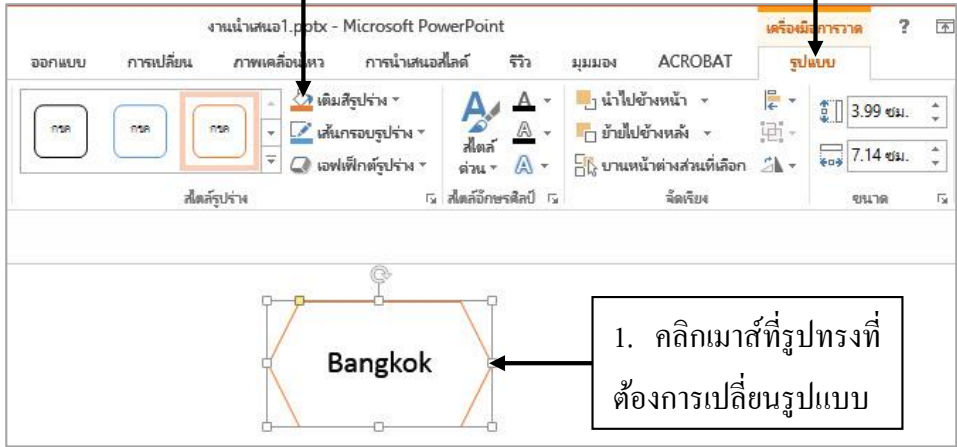 งานนำเสนอ1.pptx - Microsoft PowerPoint
เครื่องมือการวาด ?
ออกแบบ การเปลี่ยน ภาพเคลื่อนไหว การนำเสนอสไลด์ รีวิว มุมมอง ACROBAT รูปแบบ
กขค กขค กขค
เติมสีรูปร่าง
เส้นกรอบรูปร่าง
เอฟเฟ็กต์รูปร่าง
สไตล์รูปร่าง
สไตล์
ด่วน
สไตล์อักษรศิลป์
นำไปข้างหน้า
ย้ายไปข้างหลัง
บานหน้าต่างส่วนที่เลือก
จัดเรียง
3.99 ซม.
7.14 ซม.
ขนาด
Bangkok
1. คลิกเมาส์ที่รูปทรงที่
ต้องการเปลี่ยนรูปแบบ